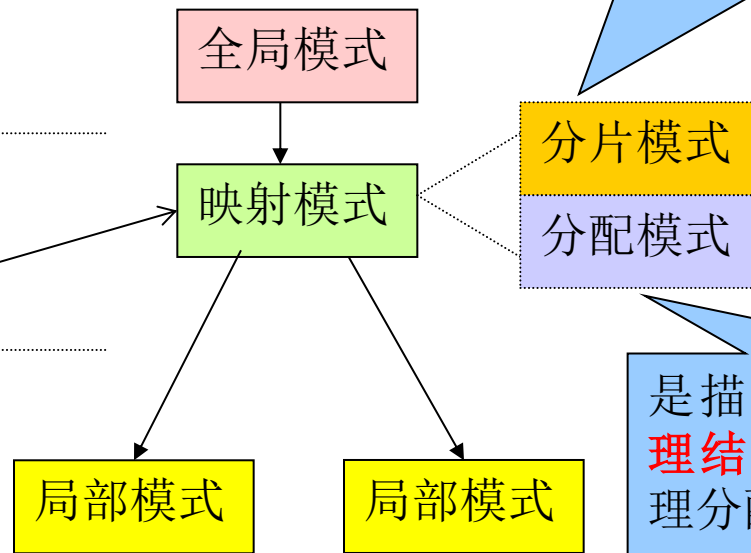 全局模式
分片模式
映射模式
分配模式
是描
理结
理分配
局部模式
局部模式